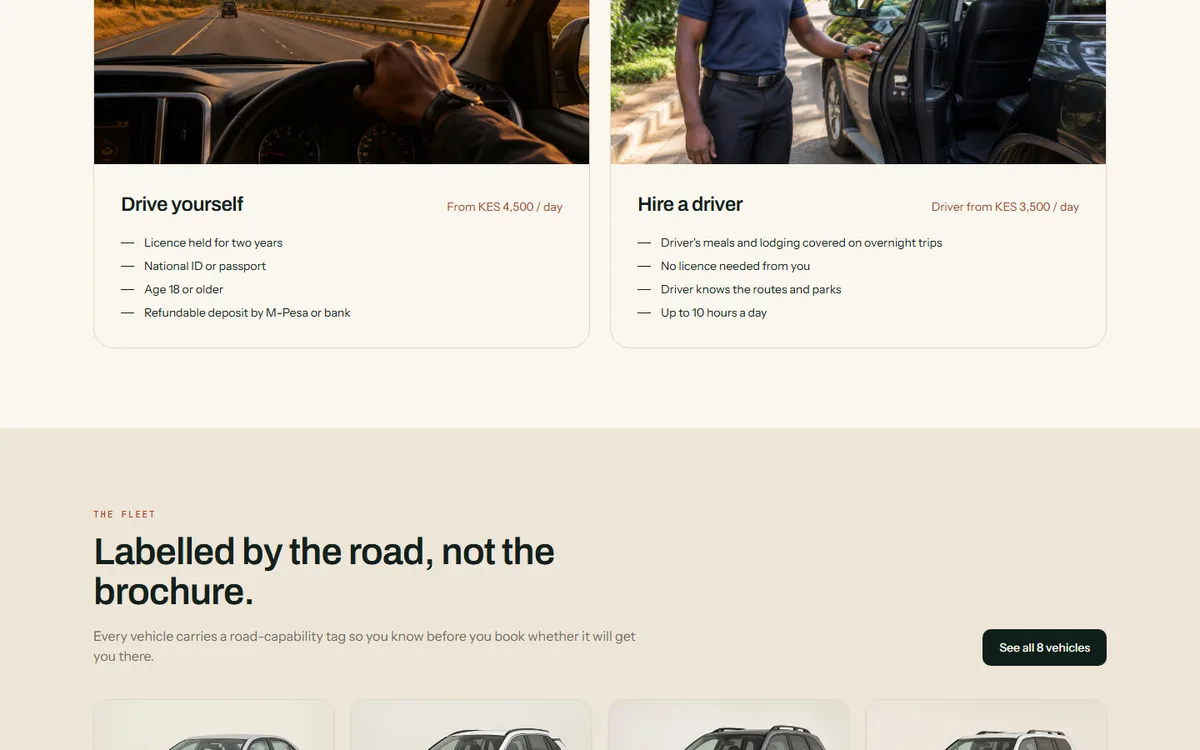 Drive yourself
From KES 4,500 / day
— Licence held for two years
— National ID or passport
— Age 18 or older
— Refundable deposit by M-Pesa or bank
Hire a driver
Driver from KES 3,500 / day
— Driver's meals and lodging covered on overnight trips
— No licence needed from you
— Driver knows the routes and parks
— Up to 10 hours a day
THE FLEET
Labelled by the road, not the
brochure.
Every vehicle carries a road-capability tag so you know before you book whether it will get
you there.
See all 8 vehicles